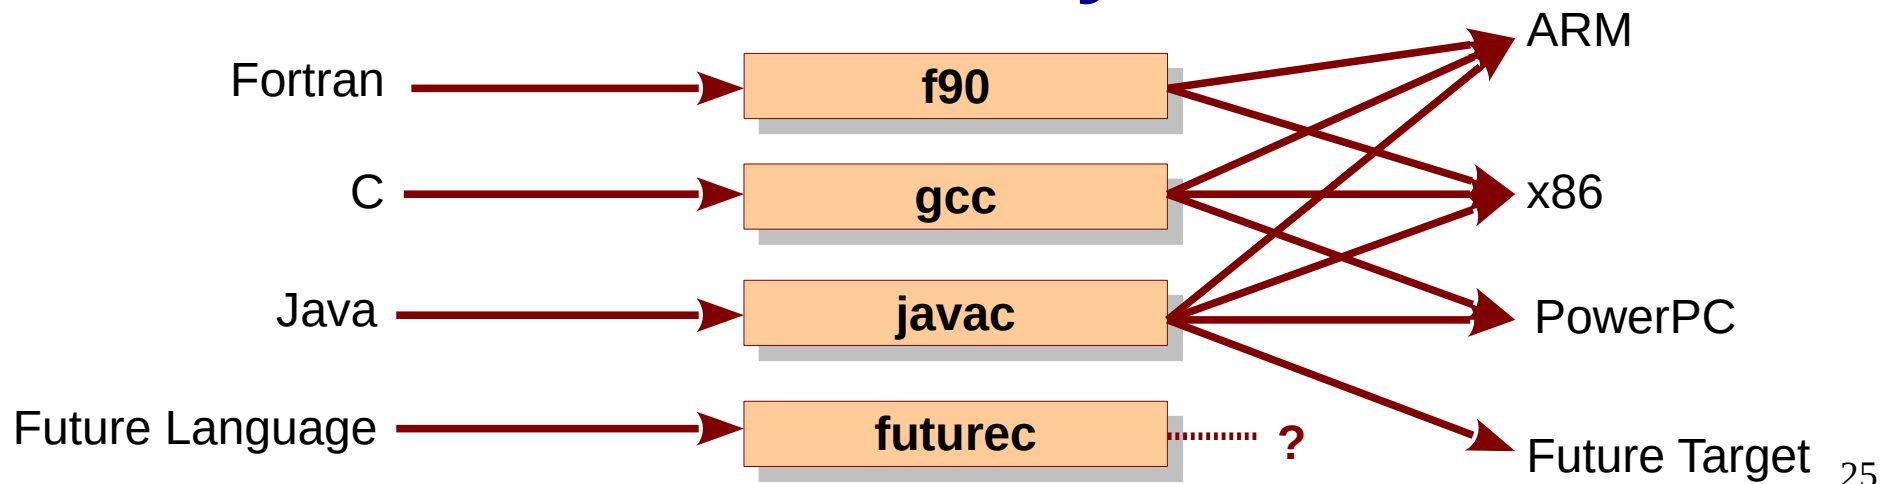 ARM
Fortran
f90
C
gcc
x86
Java
javac
PowerPC
Future Language
futurec
?
Future Target
25